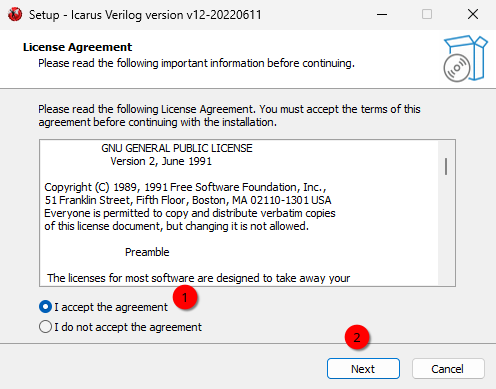 Setup - Icarus Verilog version v12-20220611
License Agreement
Please read the following important information before continuing.
Please read the following License Agreement. You must accept the terms of this
agreement before continuing with the installation.
GNU GENERAL PUBLIC LICENSE
Version 2, June 1991
Copyright (C) 1989, 1991 Free Software Foundation, Inc.,
51 Franklin Street, Fifth Floor, Boston, MA 02110-1301 USA
Everyone is permitted to copy and distribute verbatim copies
of this license document, but changing it is not allowed.
Preamble
The licenses for most software are designed to take away your
I accept the agreement 1
I do not accept the agreement
2
Next Cancel